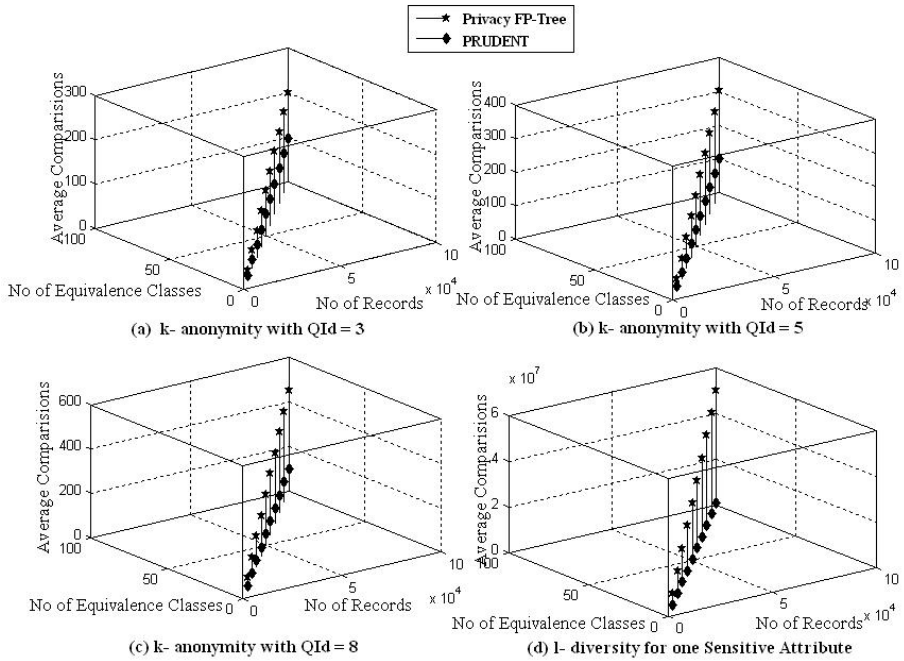 Privacy FP-Tree
PRUDENT
Average Comparisions
300
200
100
0
100
50
0
No of Equivalence Classes
0
5
10
x 10^4
No of Records
(a) k- anonymity with QId = 3
Average Comparisions
400
300
200
100
0
100
50
0
No of Equivalence Classes
0
5
10
x 10^4
No of Records
(b) k- anonymity with QId = 5
Average Comparisions
600
400
200
0
100
50
0
No of Equivalence Classes
0
5
10
x 10^4
No of Records
(c) k- anonymity with QId = 8
x 10^7
Average Comparisions
6
4
2
0
50
0
No of Equivalence Classes
0
5
10
x 10^4
No of Records
(d) l- diversity for one Sensitive Attribute